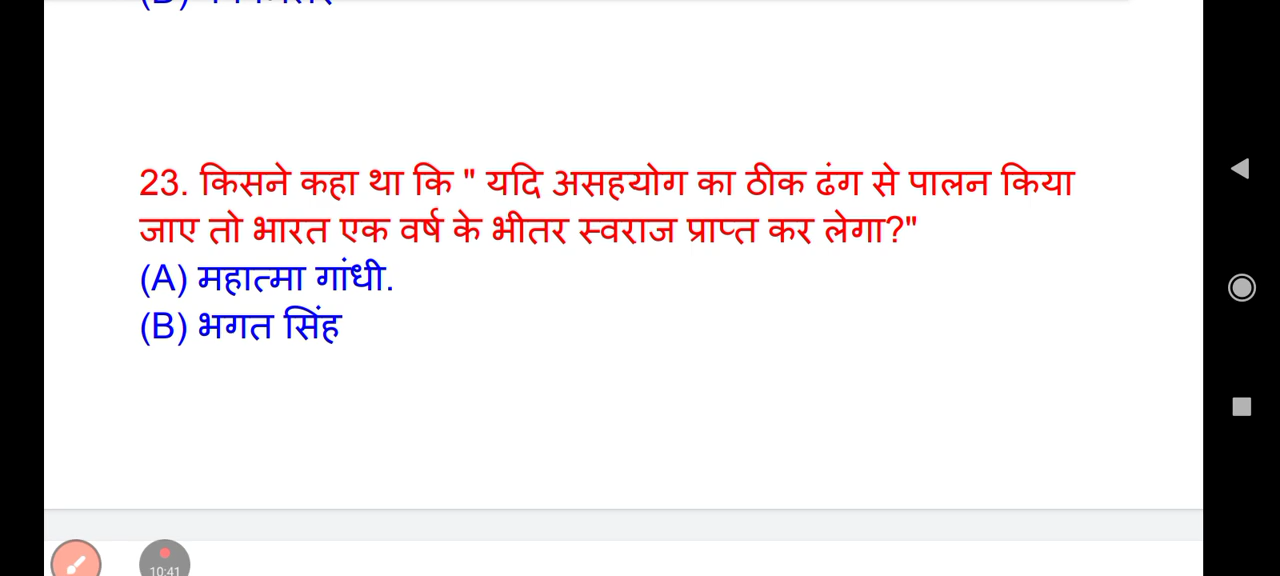 23. किसने कहा था कि " यदि असहयोग का ठीक ढंग से पालन किया
जाए तो भारत एक वर्ष के भीतर स्वराज प्राप्त कर लेगा?"
(A) महात्मा गांधी.
(B) भगत सिंह
10:41